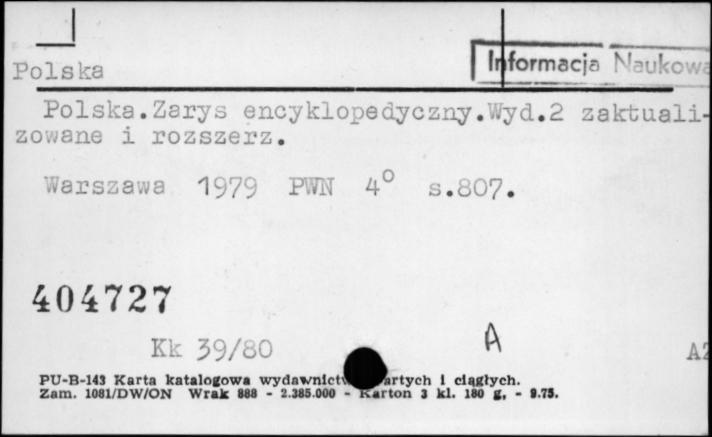 Informacja Naukowa
Polska
Polska.Zarys encyklopedyczny.Wyd.2 zaktuali-
zowane i rozszerz.
Warszawa 1979 PWN 4° s.807.
404727
Kk 39/80 A A2
PU-B-143 Karta katalogowa wydawnictw artych i ciągłych.
Zam. 1081/DW/ON Wrak 888 - 2.385.000 - Karton 3 kl. 180 g. - 9.75.